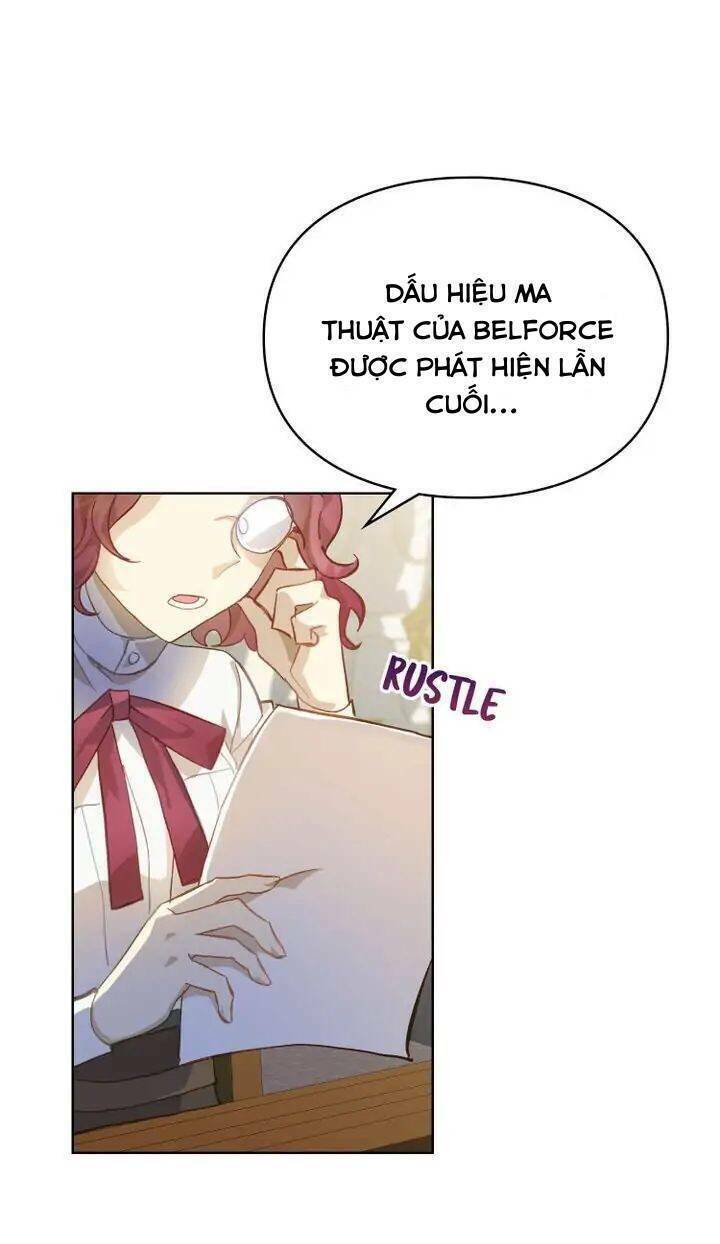 DẤU HIỆU MA
THUẬT CỦA BELFORCE
ĐƯỢC PHÁT HIỆN LẦN
CUỐI...
RUSTLE